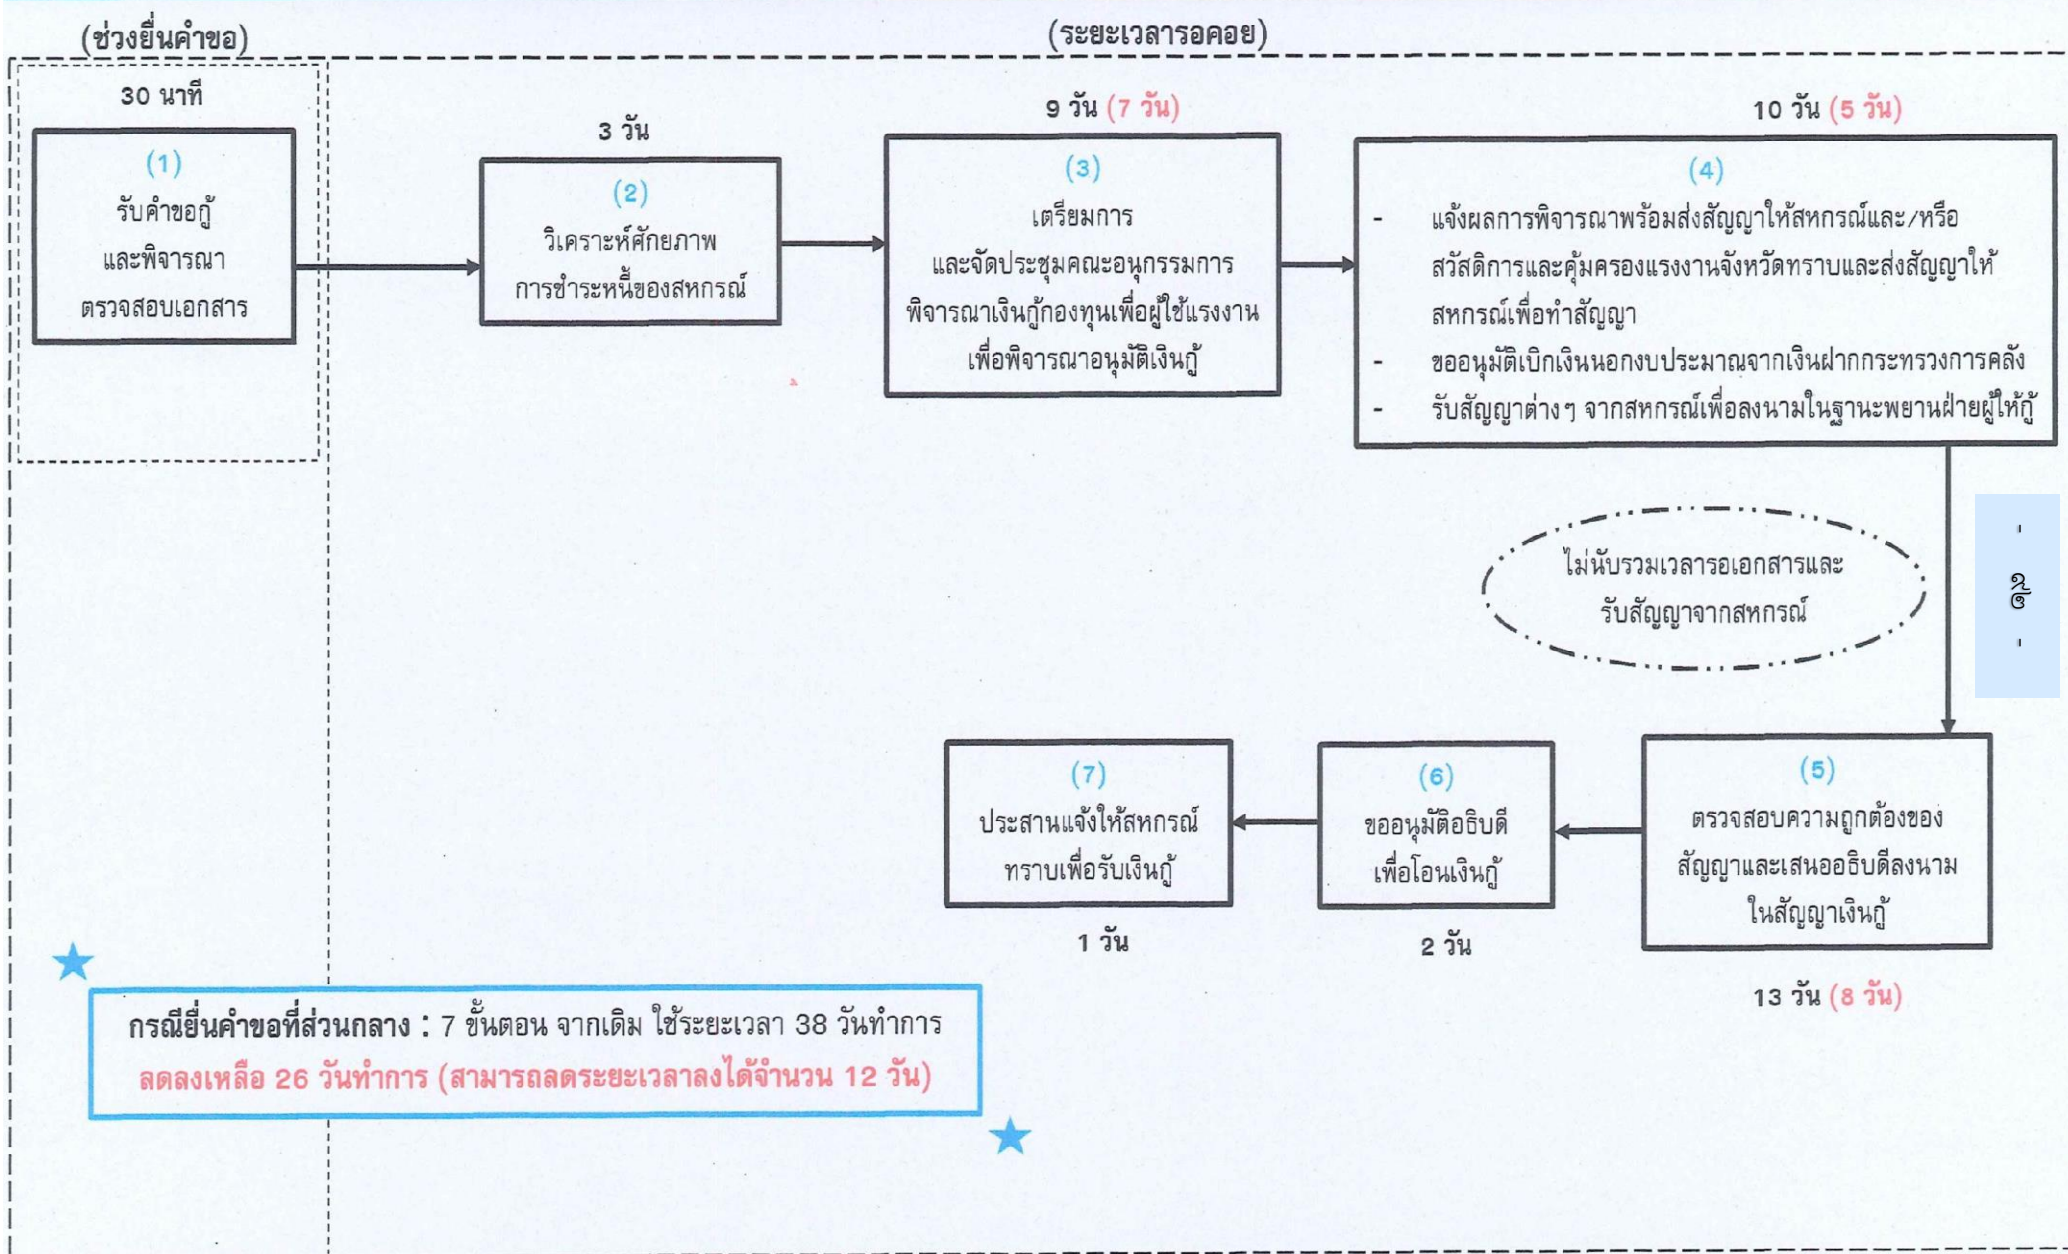 (ช่วงยื่นคำขอ)
(ระยะเวลารอคอย)
30 นาที
(1)
รับคำขอกู้
และพิจารณา
ตรวจสอบเอกสาร
3 วัน
(2)
วิเคราะห์ศักยภาพ
การชำระหนี้ของสหกรณ์
9 วัน (7 วัน)
(3)
เตรียมการ
และจัดประชุมคณะอนุกรรมการ
พิจารณาเงินกู้กองทุนเพื่อผู้ใช้แรงงาน
เพื่อพิจารณาอนุมัติเงินกู้
10 วัน (5 วัน)
(4)
- แจ้งผลการพิจารณาพร้อมส่งสัญญาให้สหกรณ์และ/หรือ
สวัสดิการและคุ้มครองแรงงานจังหวัดทราบและส่งสัญญาให้
สหกรณ์เพื่อทำสัญญา
- ขออนุมัติเบิกเงินนอกงบประมาณจากเงินฝากกระทรวงการคลัง
- รับสัญญาต่างๆ จากสหกรณ์เพื่อลงนามในฐานะพยานฝ่ายผู้ให้กู้
ไม่นับรวมเวลารอเอกสารและ
รับสัญญาจากสหกรณ์
(5)
ตรวจสอบความถูกต้องของ
สัญญาและเสนออธิบดีลงนาม
ในสัญญาเงินกู้
13 วัน (8 วัน)
(6)
ขออนุมัติอธิบดี
เพื่อโอนเงินกู้
2 วัน
(7)
ประสานแจ้งให้สหกรณ์
ทราบเพื่อรับเงินกู้
1 วัน
กรณียื่นคำขอที่ส่วนกลาง : 7 ขั้นตอน จากเดิม ใช้ระยะเวลา 38 วันทำการ
ลดลงเหลือ 26 วันทำการ (สามารถลดระยะเวลาลงได้จำนวน 12 วัน)